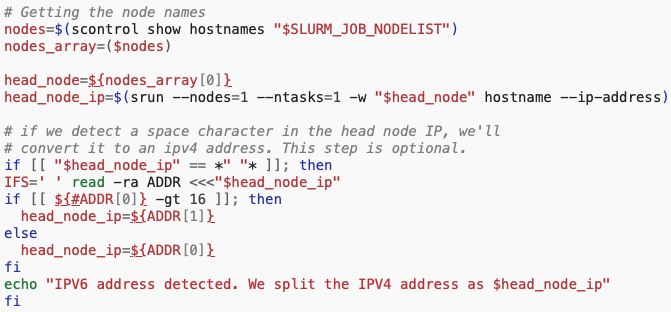 # Getting the node names
nodes=$(scontrol show hostnames "$SLURM_JOB_NODELIST")
nodes_array=($nodes)

head_node=${nodes_array[0]}
head_node_ip=$(srun --nodes=1 --ntasks=1 -w "$head_node" hostname --ip-address)

# if we detect a space character in the head node IP, we'll
# convert it to an ipv4 address. This step is optional.
if [[ "$head_node_ip" == *" "* ]]; then
IFS=' ' read -ra ADDR <<<"$head_node_ip"
if [[ ${#ADDR[0]} -gt 16 ]]; then
  head_node_ip=${ADDR[1]}
else
  head_node_ip=${ADDR[0]}
fi
echo "IPV6 address detected. We split the IPV4 address as $head_node_ip"
fi